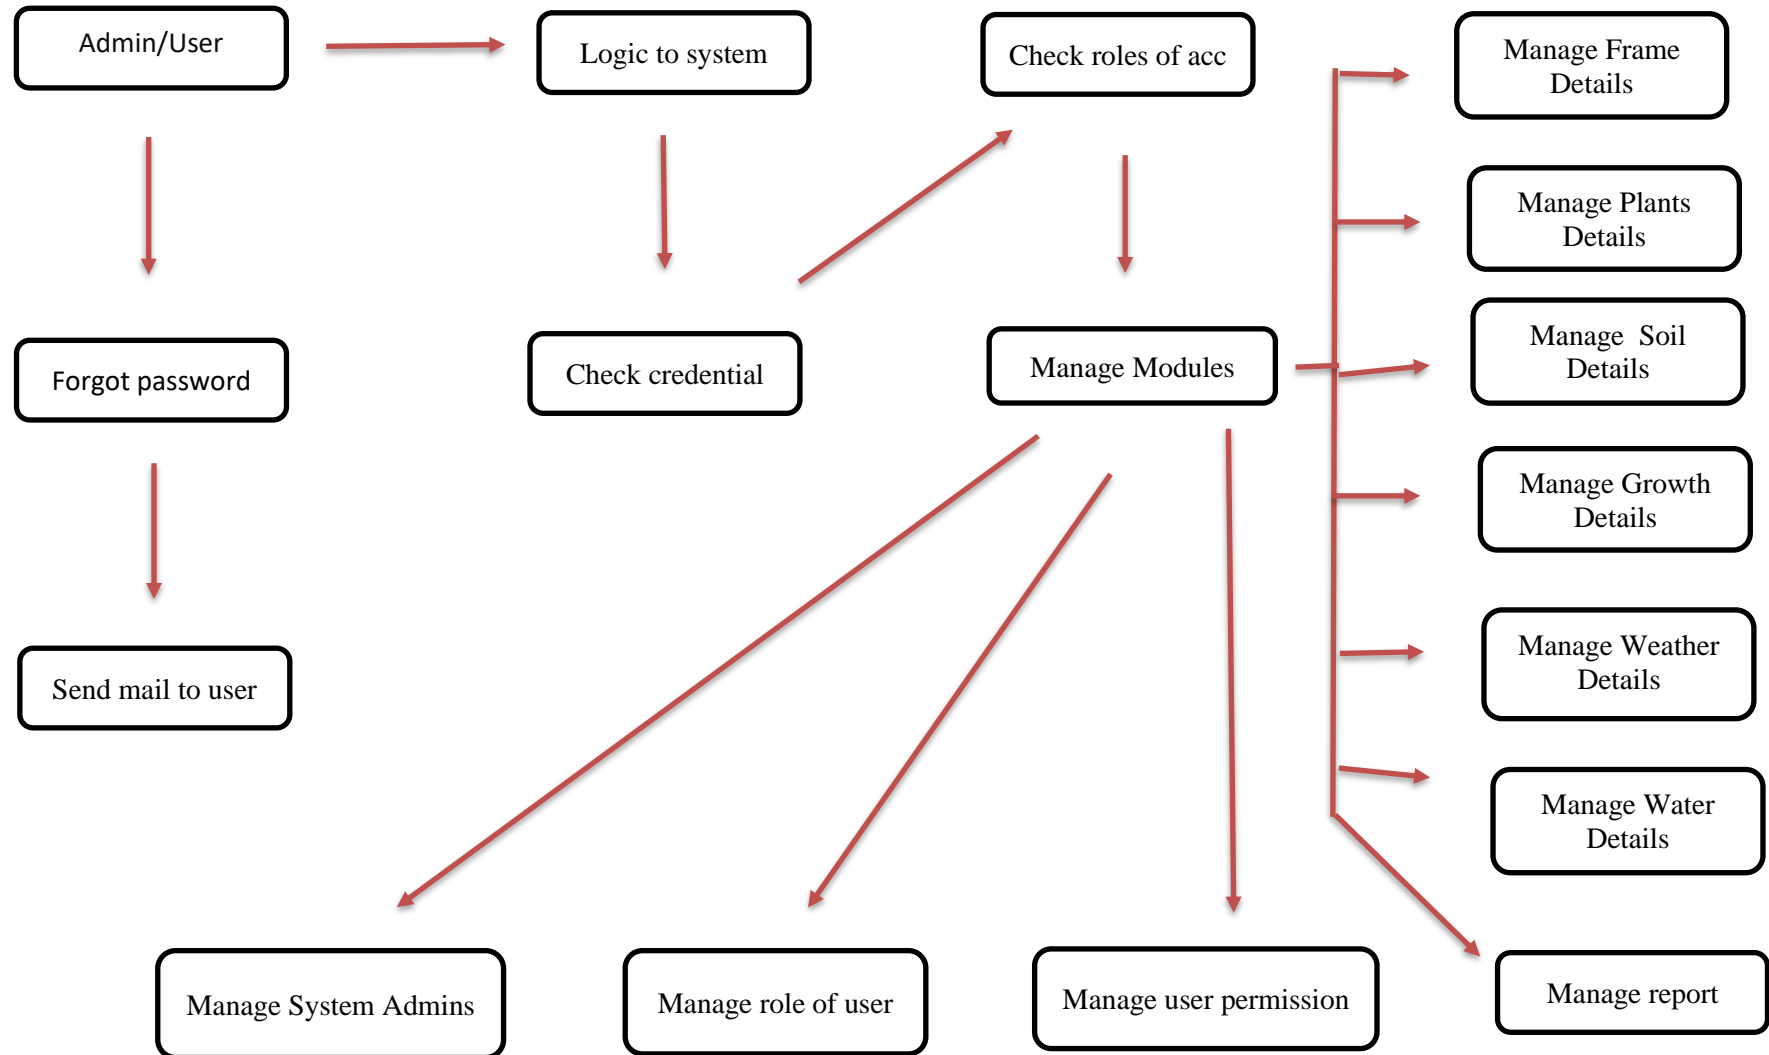 Admin/User
Logic to system
Check roles of acc
Manage Frame
Details
Manage Plants
Details
Forgot password
Check credential
Manage Modules
Manage  Soil
Details
Manage Growth
Details
Send mail to user
Manage Weather
Details
Manage Water
Details
Manage System Admins
Manage role of user
Manage user permission
Manage report